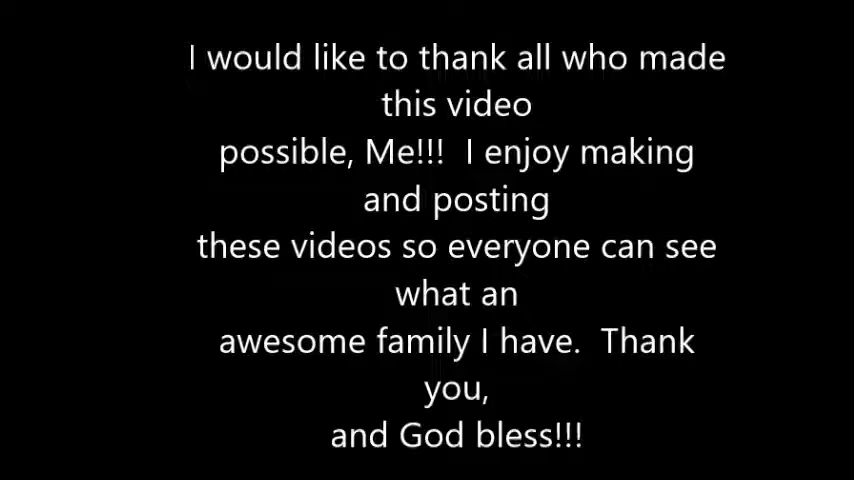 I would like to thank all who made
this video
possible, Me!!!  I enjoy making
and posting
these videos so everyone can see
what an
awesome family I have.  Thank
you,
and God bless!!!